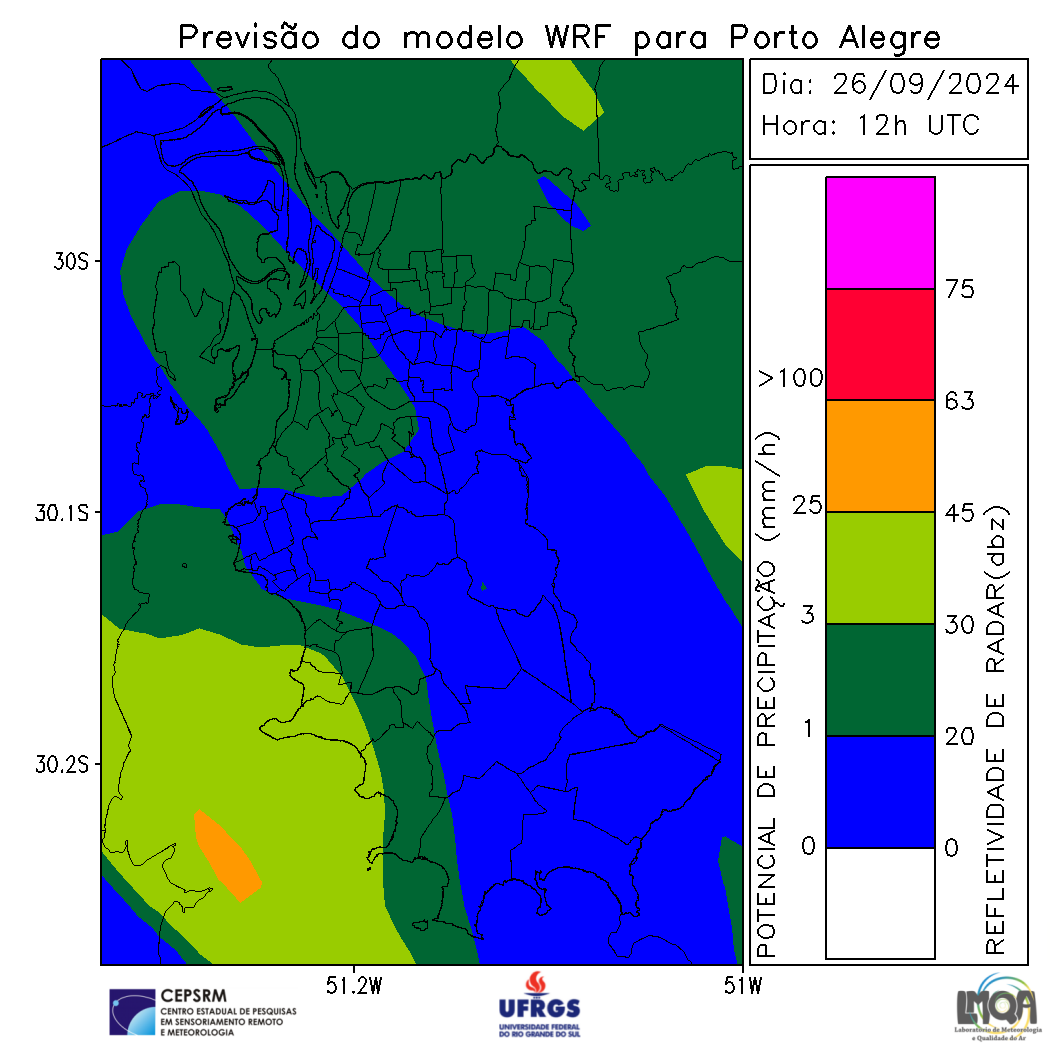 Previsão do modelo WRF para Porto Alegre
Dia: 26/09/2024
Hora: 12h UTC
30S
30.1S
30.2S
51.2W
51W
POTENCIAL DE PRECIPITAÇÃO (mm/h)
>100
25
3
1
0
75
63
45
30
20
0
REFLETIVIDADE DE RADAR(dbz)
CEPSRM
CENTRO ESTADUAL DE PESQUISAS
EM SENSORIAMENTO REMOTO
E METEOROLOGIA
UFRGS
UNIVERSIDADE FEDERAL
DO RIO GRANDE DO SUL
LMQA
Laboratório de Meteorologia
e Qualidade do Ar